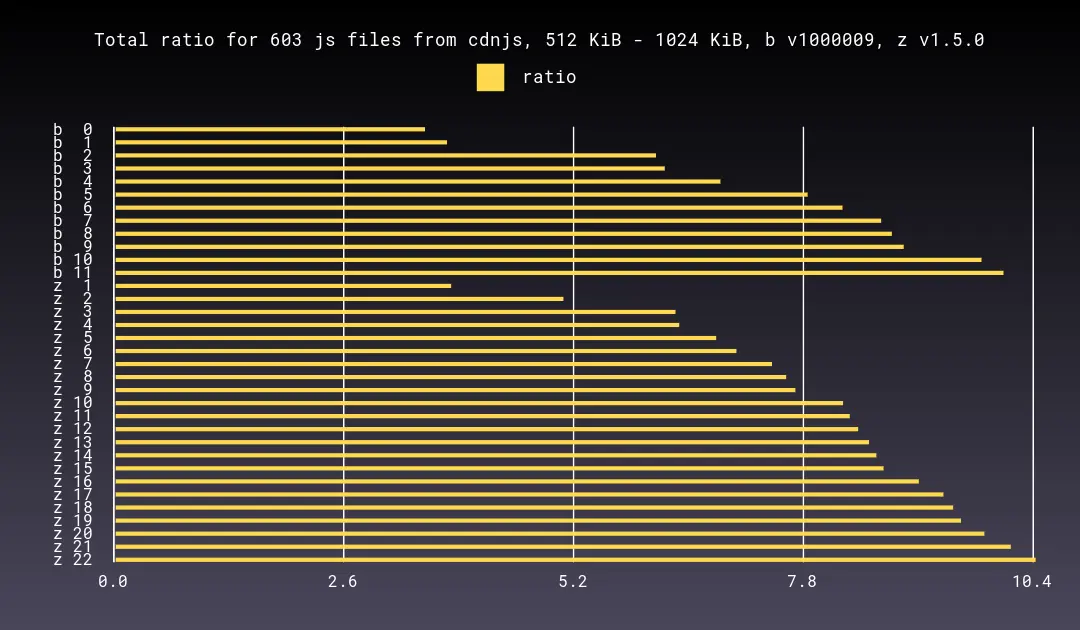 Total ratio for 603 js files from cdnjs, 512 KiB - 1024 KiB, b v1000009, z v1.5.0
ratio
b 0
b 1
b 2
b 3
b 4
b 5
b 6
b 7
b 8
b 9
b 10
b 11
z 1
z 2
z 3
z 4
z 5
z 6
z 7
z 8
z 9
z 10
z 11
z 12
z 13
z 14
z 15
z 16
z 17
z 18
z 19
z 20
z 21
z 22
0.0 2.6 5.2 7.8 10.4